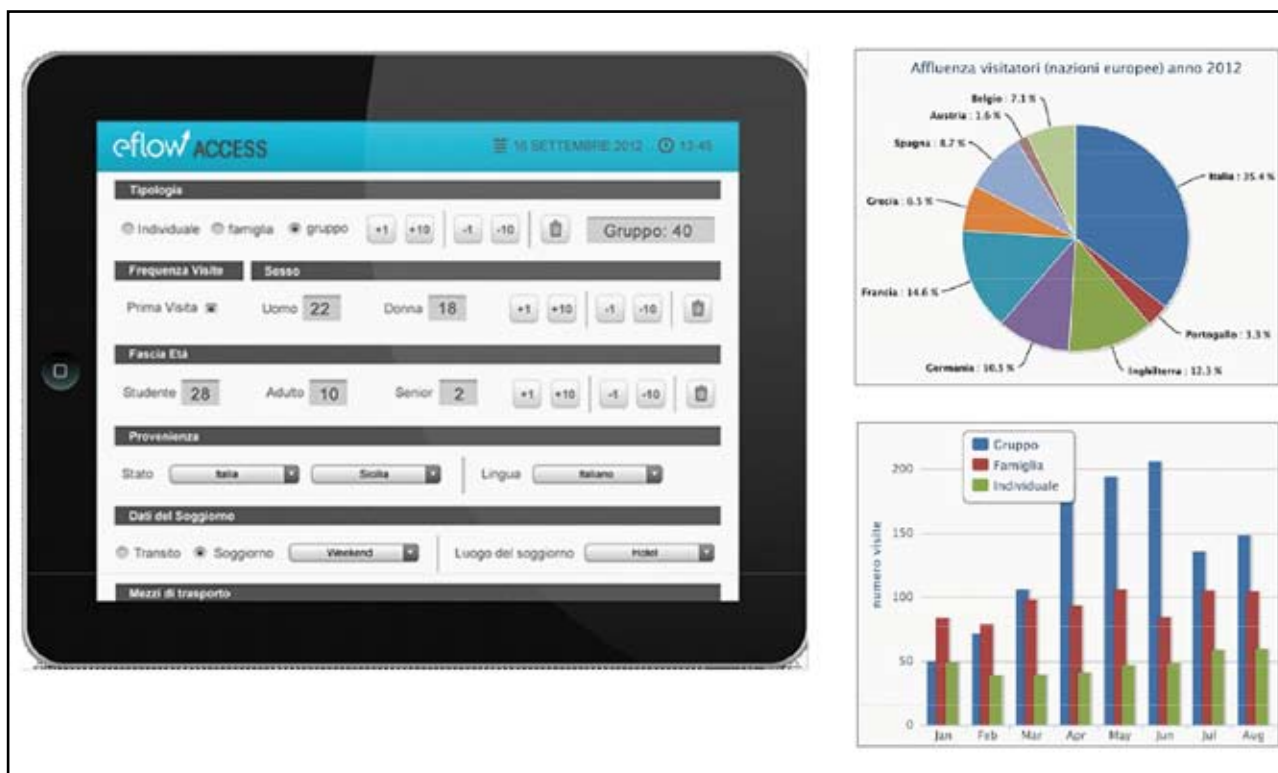 eflow ACCESS 16 SETTEMBRE 2012 13:45
Tipologia
Individuale famiglia gruppo +1 +10 -1 -10 Gruppo: 40
Frequenza Visite Sesso
Prima Visita Uomo 22 Donna 18 +1 +10 -1 -10
Fascia Etá
Studente 28 Aduto 10 Senior 2 +1 +10 -1 -10
Provenienza
Stato Italia Sicilia Lingua Italiano
Dati del Soggiorno
Transito Soggiorno Weekend Luogo del soggiorno Hotel
Mezzi di trasporto
Affluenza visitatori (nazioni europee) anno 2012
Belgio : 7.1 %
Austria : 1.6 %
Spagna : 8.7 %
Italia : 35.4 %
Grecia : 6.5 %
Francia : 14.6 %
Portogallo : 3.3 %
Germania : 10.5 %
Inghilterra : 12.3 %
Gruppo
Famiglia
Individuale
numero visite
200
150
100
50
0
Jan Feb Mar Apr May Jun Jul Aug